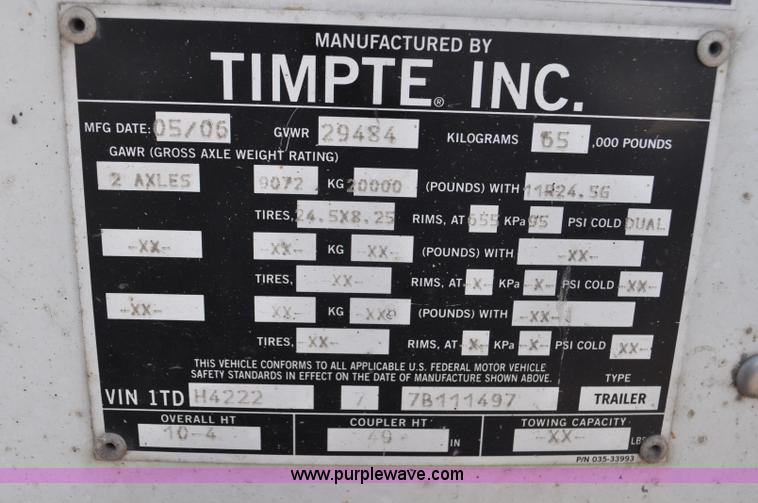 MANUFACTURED BY
TIMPTE® INC.
MFG DATE: 05/06 GVWR 29484 KILOGRAMS 65 ,000 POUNDS
GAWR (GROSS AXLE WEIGHT RATING)
2 AXLES 9072 KG 20000 (POUNDS) WITH 11R24.5G
TIRES, 24.5X8.25 RIMS, AT 655 KPa 95 PSI COLD DUAL
-XX- -XX- KG -XX- (POUNDS) WITH -XX-
TIRES, -XX- RIMS, AT -X- KPa -X- PSI COLD -XX-
-XX- -XX- KG -XX- (POUNDS) WITH -XX-
TIRES, -XX- RIMS, AT -X- KPa -X- PSI COLD -XX-
THIS VEHICLE CONFORMS TO ALL APPLICABLE U.S. FEDERAL MOTOR VEHICLE
SAFETY STANDARDS IN EFFECT ON THE DATE OF MANUFACTURE SHOWN ABOVE. TYPE
VIN 1TD H4222 7 7B111497 TRAILER
OVERALL HT COUPLER HT TOWING CAPACITY
10-4 IN -XX- LBS
P/N 035-33993
www.purplewave.com